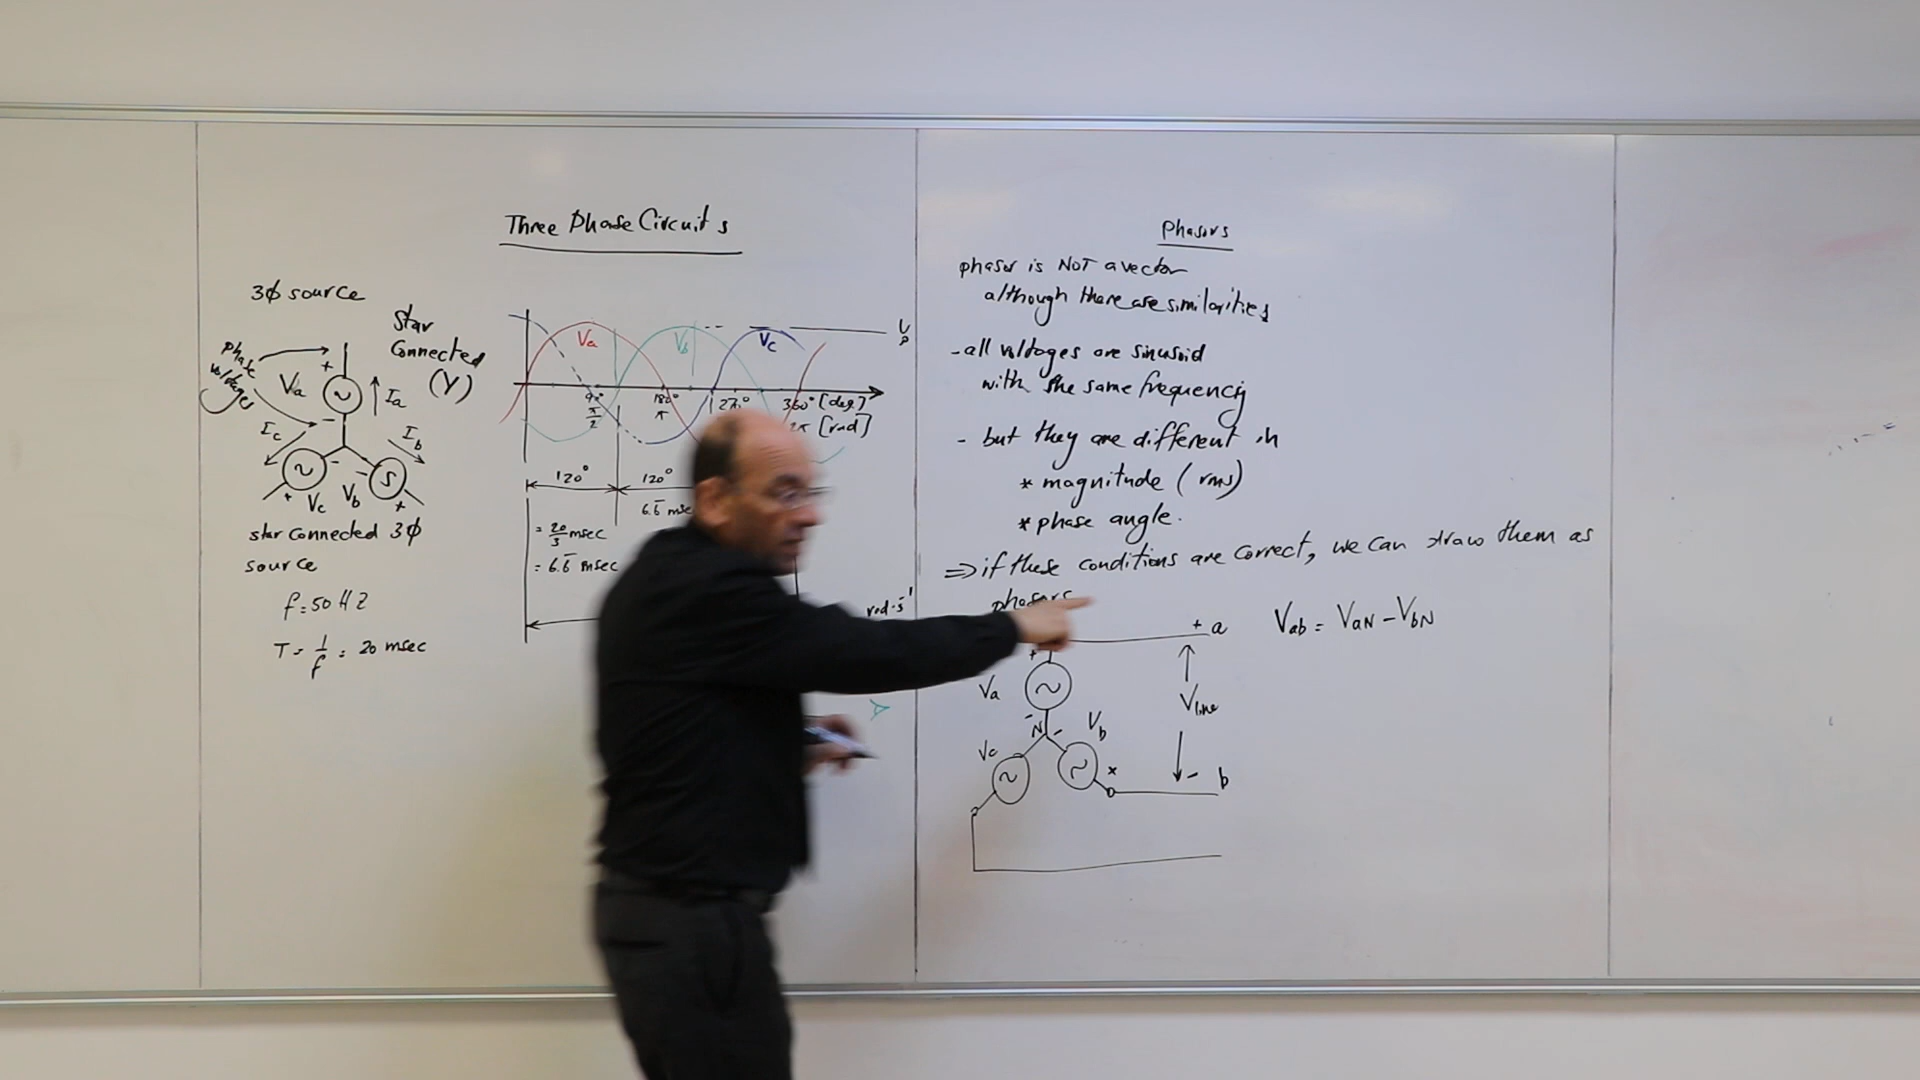 Three Phase Circuits
3ϕ source
Star
Connected
(Y)
phase
voltages
+
Va
Ia
-
Ic
Ib
-
-
+
Vc
Vb
+
star connected 3ϕ
source
f = 50 HZ
T = 1/f = 20 msec
Va
Vb
Vc
90°
π/2
180°
π
270°
360° [deg.]
2π [rad]
120°
120°
= 20/3 msec
= 6.6 msec
6.6 mse
rad·s⁻¹
Phasors
phasor is NOT a vector
although there are similarities
- all voltages are sinusoid
with the same frequency
- but they are different in
* magnitude (rms)
* phase angle.
⇒ if these conditions are correct, we can draw them as
phasors
+ a
Vab = VaN - VbN
+
Va
Vline
-
N
-
Vb
Vc
- b